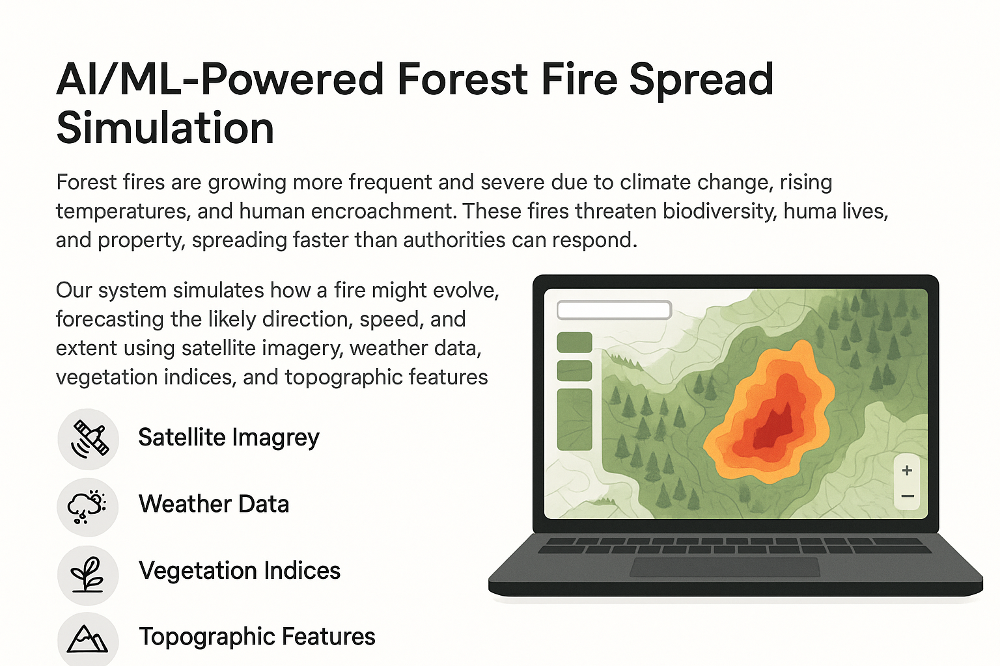 AI/ML-Powered Forest Fire Spread
Simulation
Forest fires are growing more frequent and severe due to climate change, rising
temperatures, and human encroachment. These fires threaten biodiversity, huma lives,
and property, spreading faster than authorities can respond.
Our system simulates how a fire might evolve,
forecasting the likely direction, speed, and
extent using satellite imagery, weather data,
vegetation indices, and topographic features
Satellite Imagrey
Weather Data
Vegetation Indices
Topographic Features
+
−